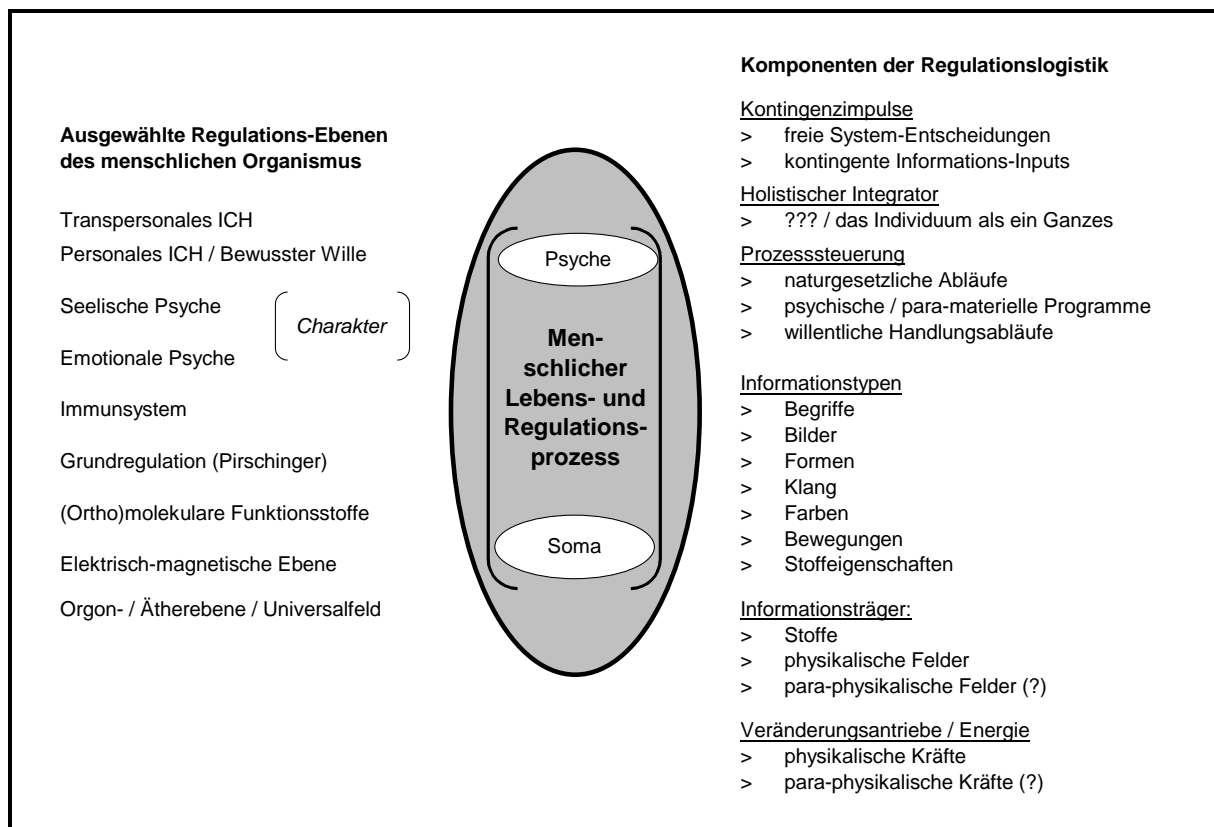 Ausgewählte Regulations-Ebenen
des menschlichen Organismus
Transpersonales ICH
Personales ICH / Bewusster Wille
Seelische Psyche
Charakter
Emotionale Psyche
Immunsystem
Grundregulation (Pirschinger)
(Ortho)molekulare Funktionsstoffe
Elektrisch-magnetische Ebene
Orgon- / Ätherebene / Universalfeld
Psyche
Men-
schlicher
Lebens- und
Regulations-
prozess
Soma
Komponenten der Regulationslogistik
Kontingenzimpulse
> freie System-Entscheidungen
> kontingente Informations-Inputs
Holistischer Integrator
> ??? / das Individuum als ein Ganzes
Prozesssteuerung
> naturgesetzliche Abläufe
> psychische / para-materielle Programme
> willentliche Handlungsabläufe
Informationstypen
> Begriffe
> Bilder
> Formen
> Klang
> Farben
> Bewegungen
> Stoffeigenschaften
Informationsträger:
> Stoffe
> physikalische Felder
> para-physikalische Felder (?)
Veränderungsantriebe / Energie
> physikalische Kräfte
> para-physikalische Kräfte (?)